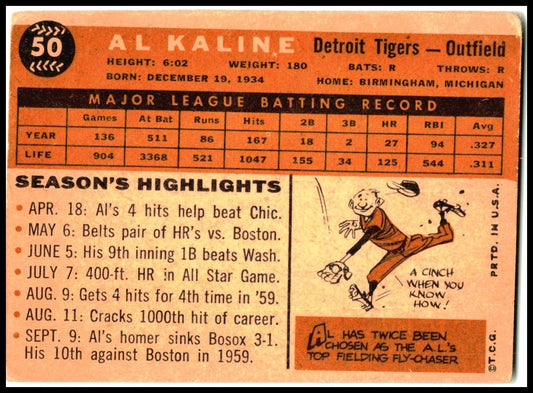 50
AL KALINE Detroit Tigers — Outfield
HEIGHT: 6:02 WEIGHT: 180 BATS: R THROWS: R
BORN: DECEMBER 19, 1934 HOME: BIRMINGHAM, MICHIGAN
MAJOR LEAGUE BATTING RECORD
Games At Bat Runs Hits 2B 3B HR RBI Avg
YEAR 136 511 86 167 18 2 27 94 .327
LIFE 904 3368 521 1047 155 34 125 544 .311
SEASON'S HIGHLIGHTS
• APR. 18: Al's 4 hits help beat Chic.
• MAY 6: Belts pair of HR's vs. Boston.
• JUNE 5: His 9th inning 1B beats Wash.
• JULY 7: 400-ft. HR in All Star Game.
• AUG. 9: Gets 4 hits for 4th time in '59.
• AUG. 11: Cracks 1000th hit of career.
• SEPT. 9: Al's homer sinks Bosox 3-1.
His 10th against Boston in 1959.
A CINCH
WHEN YOU
KNOW
HOW!
AL HAS TWICE BEEN
CHOSEN AS THE A.L.'S
TOP FIELDING FLY-CHASER
PRTD. IN U.S.A.
©T.C.G.